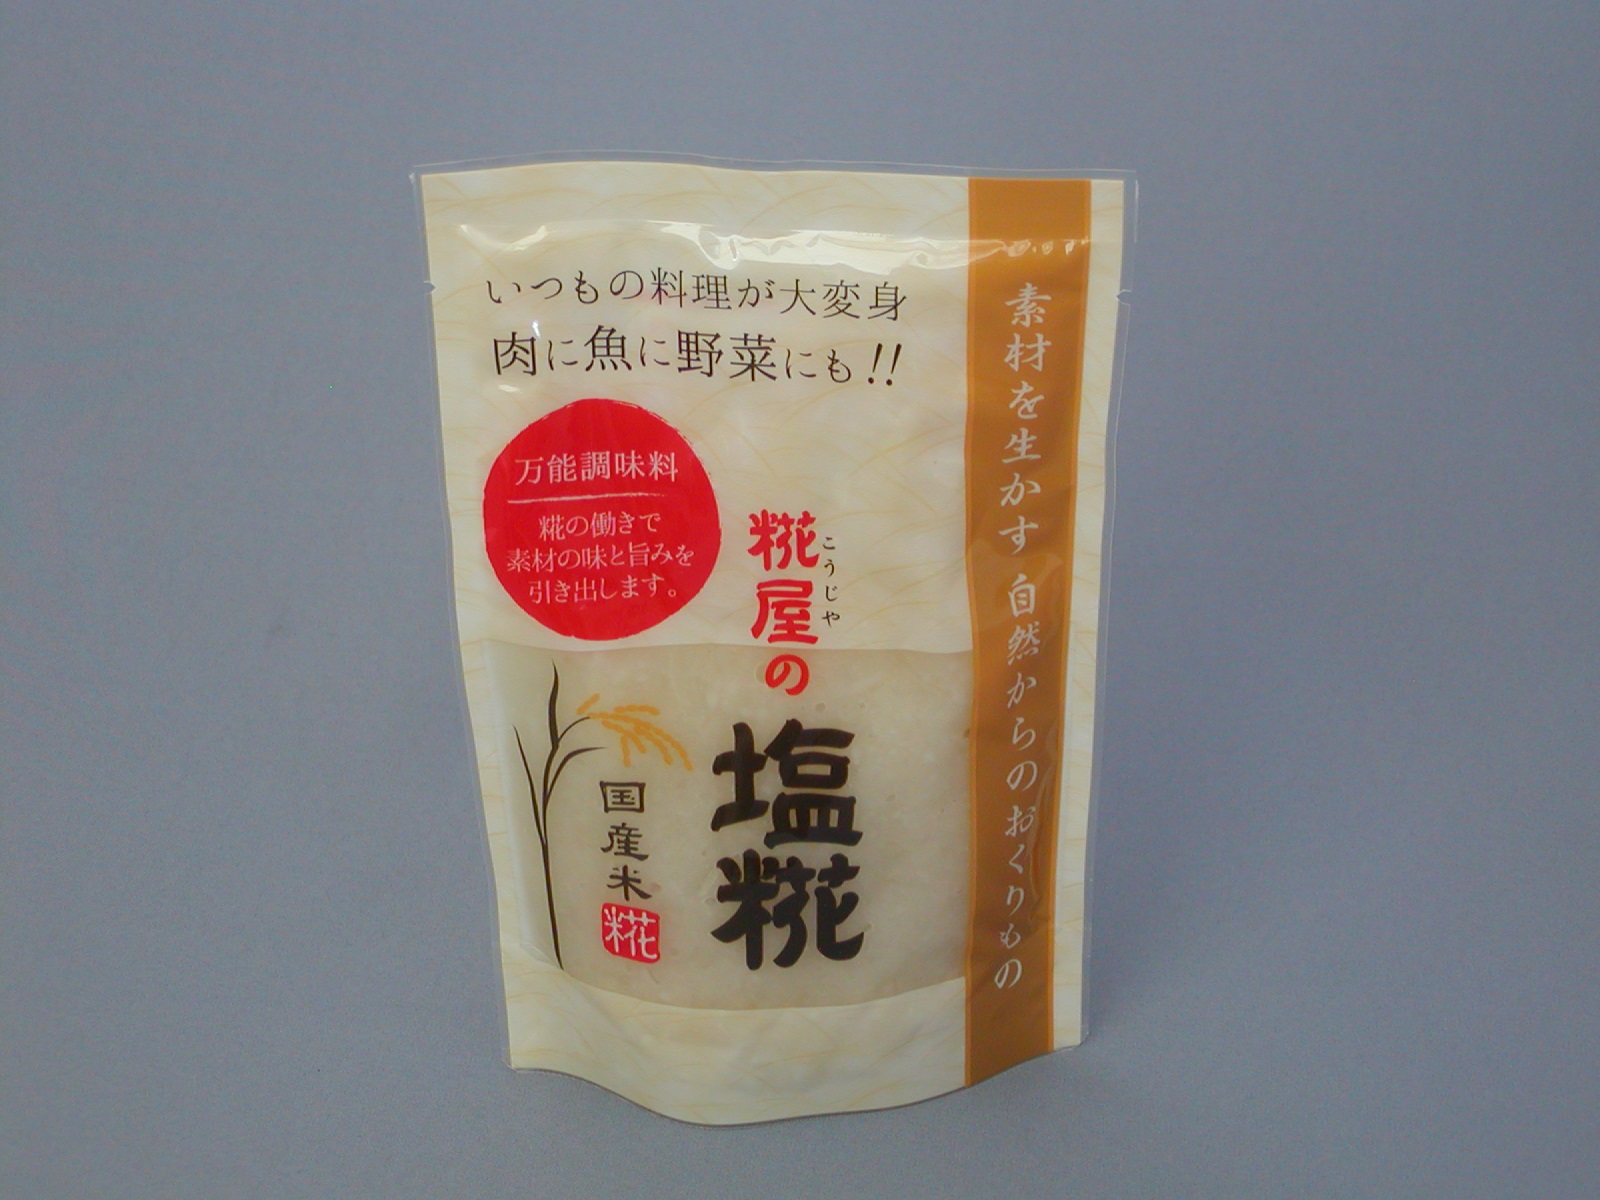 いつもの料理が大変身
肉に魚に野菜にも!!
万能調味料
糀の働きで
素材の味と旨みを
引き出します。
糀屋の
こうじや
塩糀
国産米
糀
素材を生かす 自然からのおくりもの